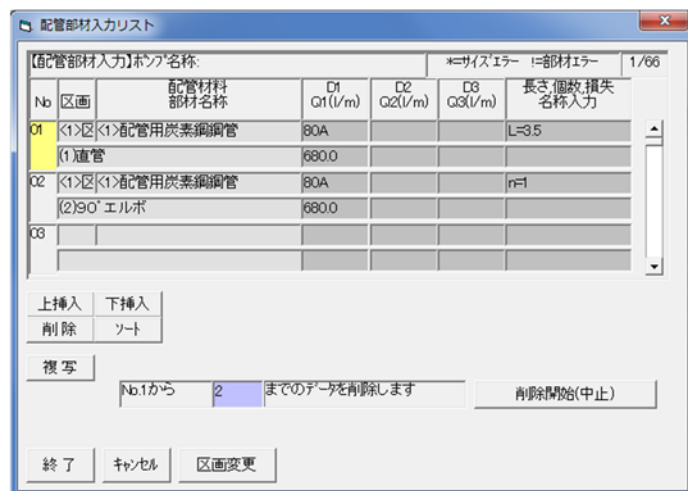 配管部材入力リスト
【配管部材入力】ポンプ名称: *=サイズエラー !=部材エラー 1/66
No 区画 配管材料 部材名称 D1 Q1(l/m) D2 Q2(l/m) D3 Q3(l/m) 長さ,個数,損失 名称入力
01 <1>区 <1>配管用炭素鋼鋼管 80A L=3.5
(1)直管 680.0
02 <1>区 <1>配管用炭素鋼鋼管 80A n=1
(2)90°エルボ 680.0
03
上挿入 下挿入
削除 ソート
複写
No.1から 2 までのデータを削除します 削除開始(中止)
終了 キャンセル 区画変更